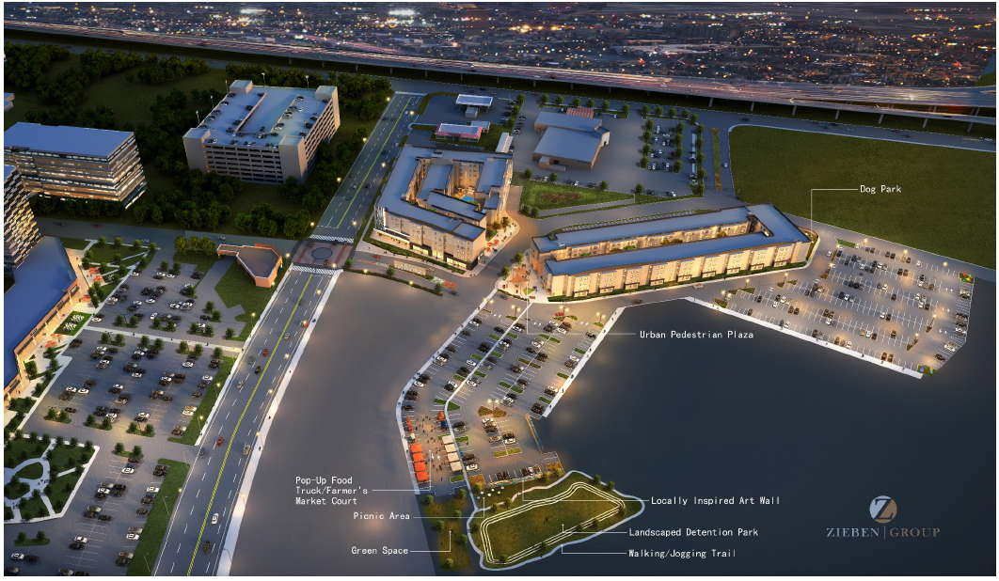 Dog Park
Urban Pedestrian Plaza
Pop-Up Food
Truck/Farmer's
Market Court
Picnic Area
Green Space
Locally Inspired Art Wall
Landscaped Detention Park
Walking/Jogging Trail
Z
ZIEBEN | GROUP